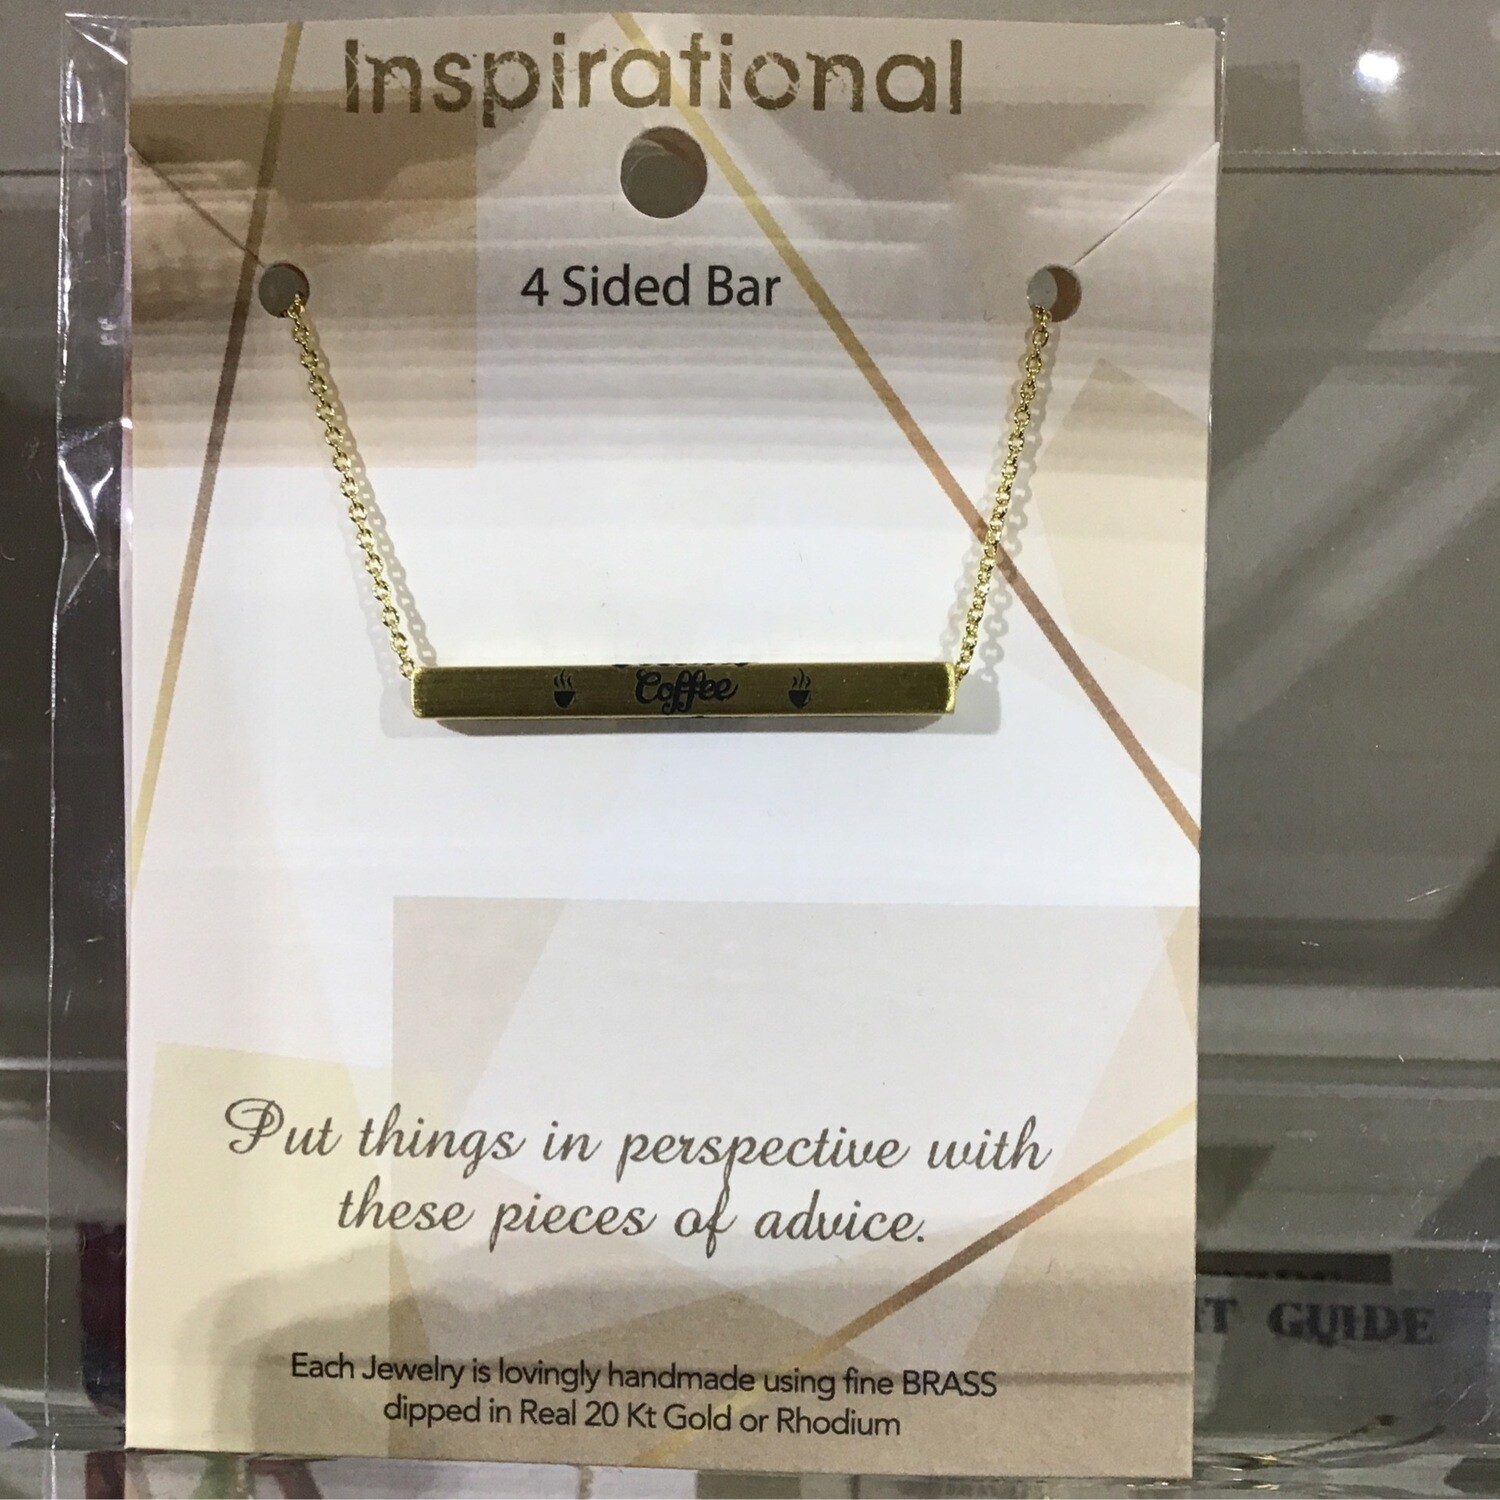 Inspirational
4 Sided Bar
Coffee
Put things in perspective with
these pieces of advice.
Each Jewelry is lovingly handmade using fine BRASS
dipped in Real 20 Kt Gold or Rhodium
GUIDE